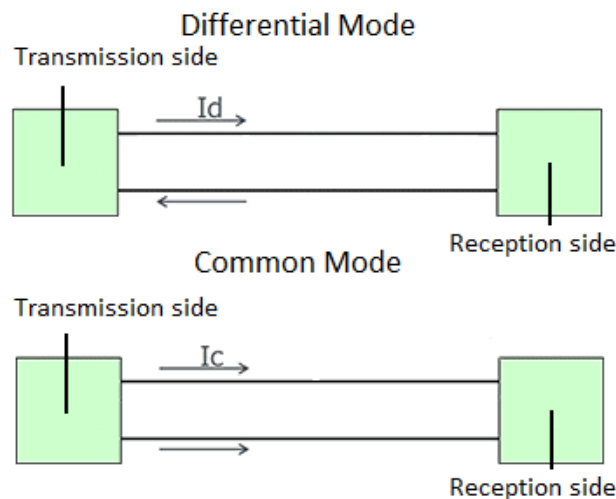 Differential Mode
Transmission side
Id
Reception side
Common Mode
Transmission side
Ic
Reception side